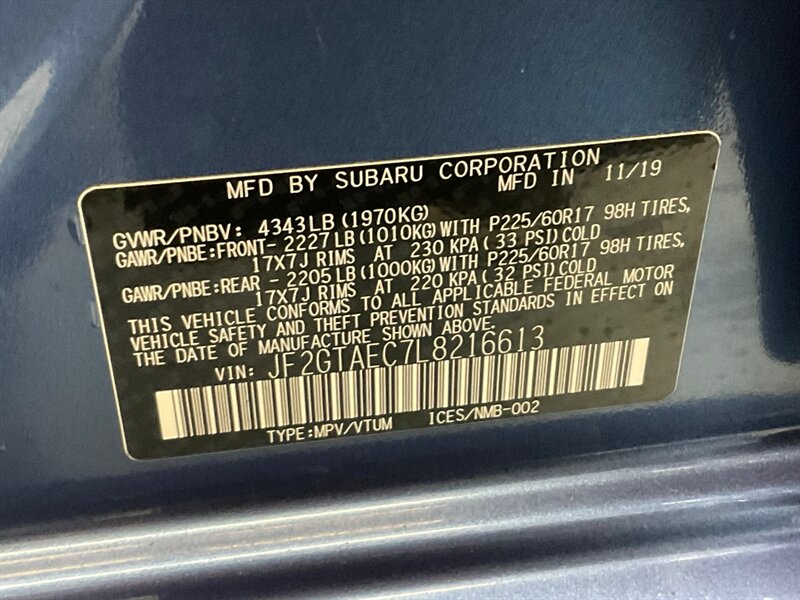 MFD BY SUBARU CORPORATION
MFD IN 11/19
GVWR/PNBV: 4343LB(1970KG)
GAWR/PNBE:FRONT- 2227LB(1010KG)WITH P225/60R17 98H TIRES,
17X7J RIMS AT 230 KPA( 33 PSI)COLD
GAWR/PNBE:REAR - 2205LB(1000KG)WITH P225/60R17 98H TIRES,
17X7J RIMS AT 220 KPA( 32 PSI)COLD
THIS VEHICLE CONFORMS TO ALL APPLICABLE FEDERAL MOTOR
VEHICLE SAFETY AND THEFT PREVENTION STANDARDS IN EFFECT ON
THE DATE OF MANUFACTURE SHOWN ABOVE.
VIN: JF2GTAEC7L8216613
TYPE:MPV/VTUM ICES/NMB-002